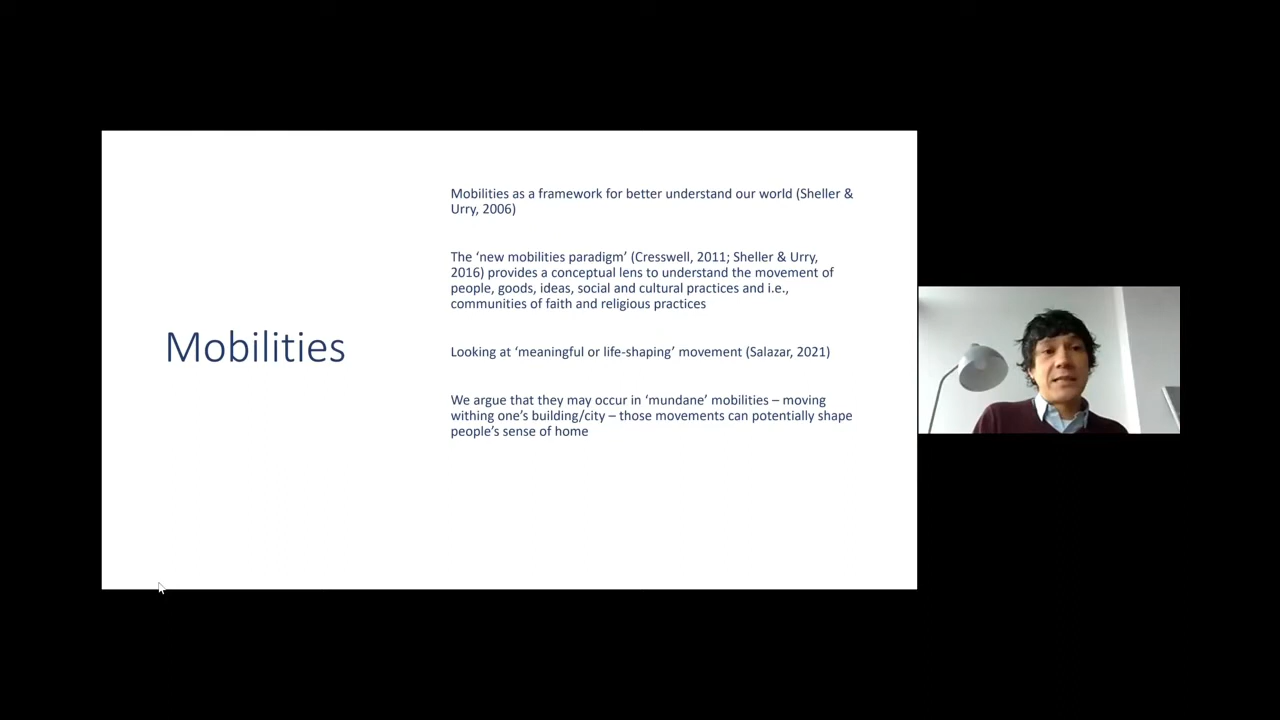 Mobilities
Mobilities as a framework for better understand our world (Sheller &
Urry, 2006)
The ‘new mobilities paradigm’ (Cresswell, 2011; Sheller & Urry,
2016) provides a conceptual lens to understand the movement of
people, goods, ideas, social and cultural practices and i.e.,
communities of faith and religious practices
Looking at ‘meaningful or life-shaping’ movement (Salazar, 2021)
We argue that they may occur in ‘mundane’ mobilities – moving
withing one’s building/city – those movements can potentially shape
people’s sense of home